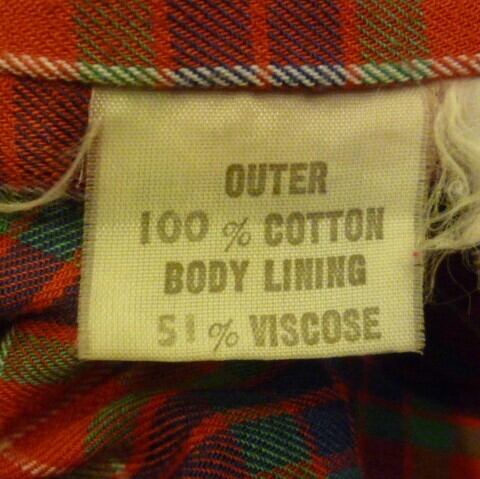 OUTER
100 % COTTON
BODY LINING
51 % VISCOSE